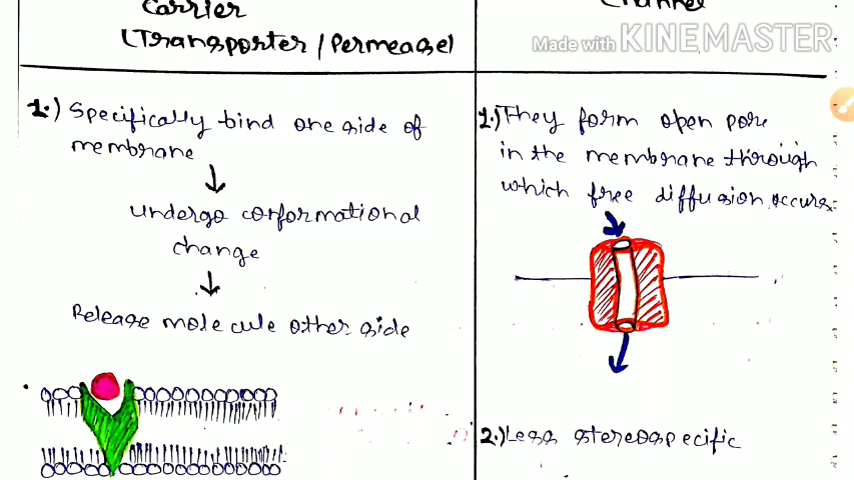 Carrier
(Transporter / Permease)
Channel
Made with KINEMASTER
1.) Specifically bind one side of
membrane
undergo conformational
change
Release molecule other side
1.) They form open pore
in the membrane through
which free diffusion occurs
2.) Less stereospecific